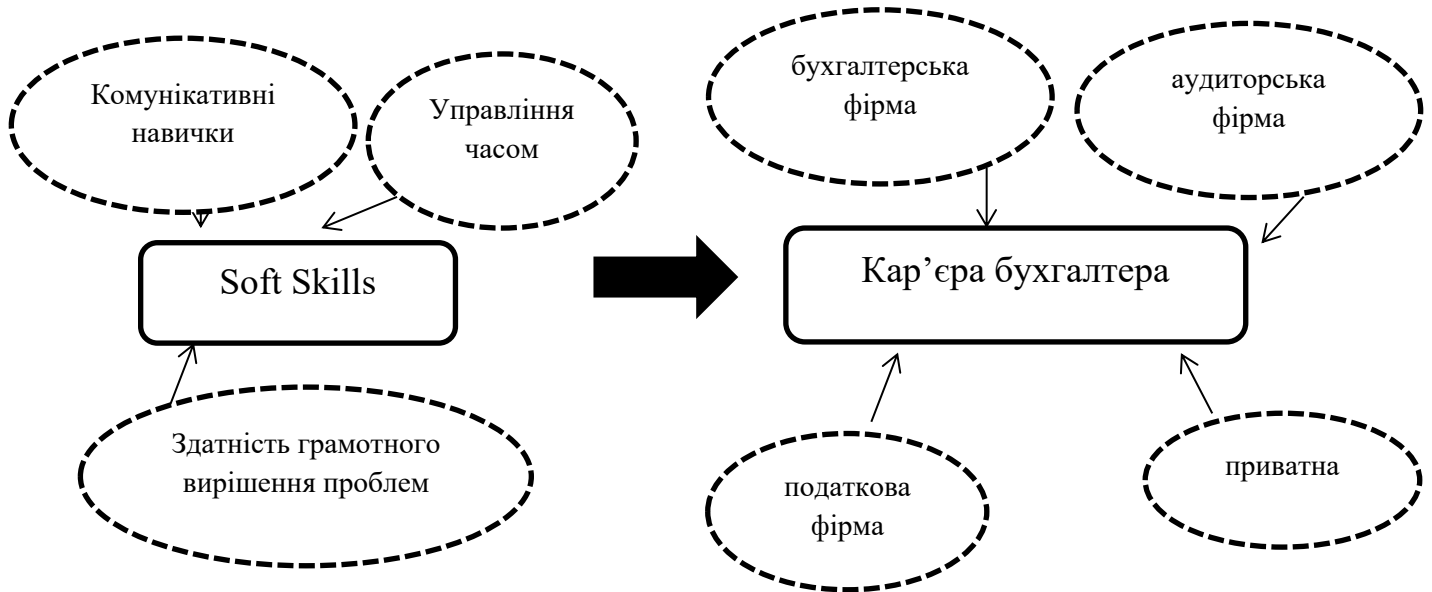 Комунікативні
навички
Управління
часом
бухгалтерська
фірма
аудиторська
фірма
Soft Skills
Кар’єра бухгалтера
Здатність грамотного
вирішення проблем
податкова
фірма
приватна